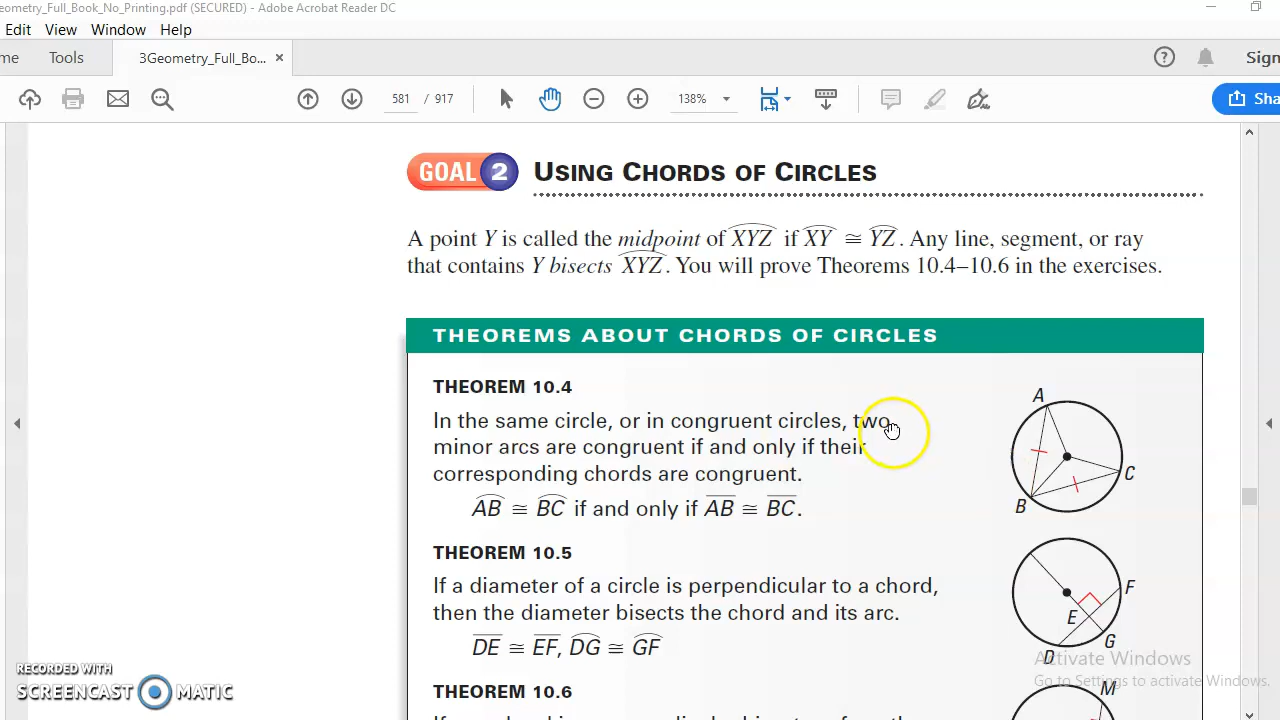 eometry_Full_Book_No_Printing.pdf (SECURED) - Adobe Acrobat Reader DC
Edit View Window Help
me Tools 3Geometry_Full_Bo... × Sign
581 / 917 138% Sha
GOAL 2 USING CHORDS OF CIRCLES
A point Y is called the midpoint of XYZ if XY ≅ YZ. Any line, segment, or ray
that contains Y bisects XYZ. You will prove Theorems 10.4–10.6 in the exercises.
THEOREMS ABOUT CHORDS OF CIRCLES
THEOREM 10.4
In the same circle, or in congruent circles, two
minor arcs are congruent if and only if their
corresponding chords are congruent.
AB ≅ BC if and only if AB ≅ BC.
A
B
C
THEOREM 10.5
If a diameter of a circle is perpendicular to a chord,
then the diameter bisects the chord and its arc.
DE ≅ EF, DG ≅ GF
F
E
G
D
THEOREM 10.6
M
Activate Windows
Go to Settings to activate Windows.
RECORDED WITH
SCREENCAST MATIC